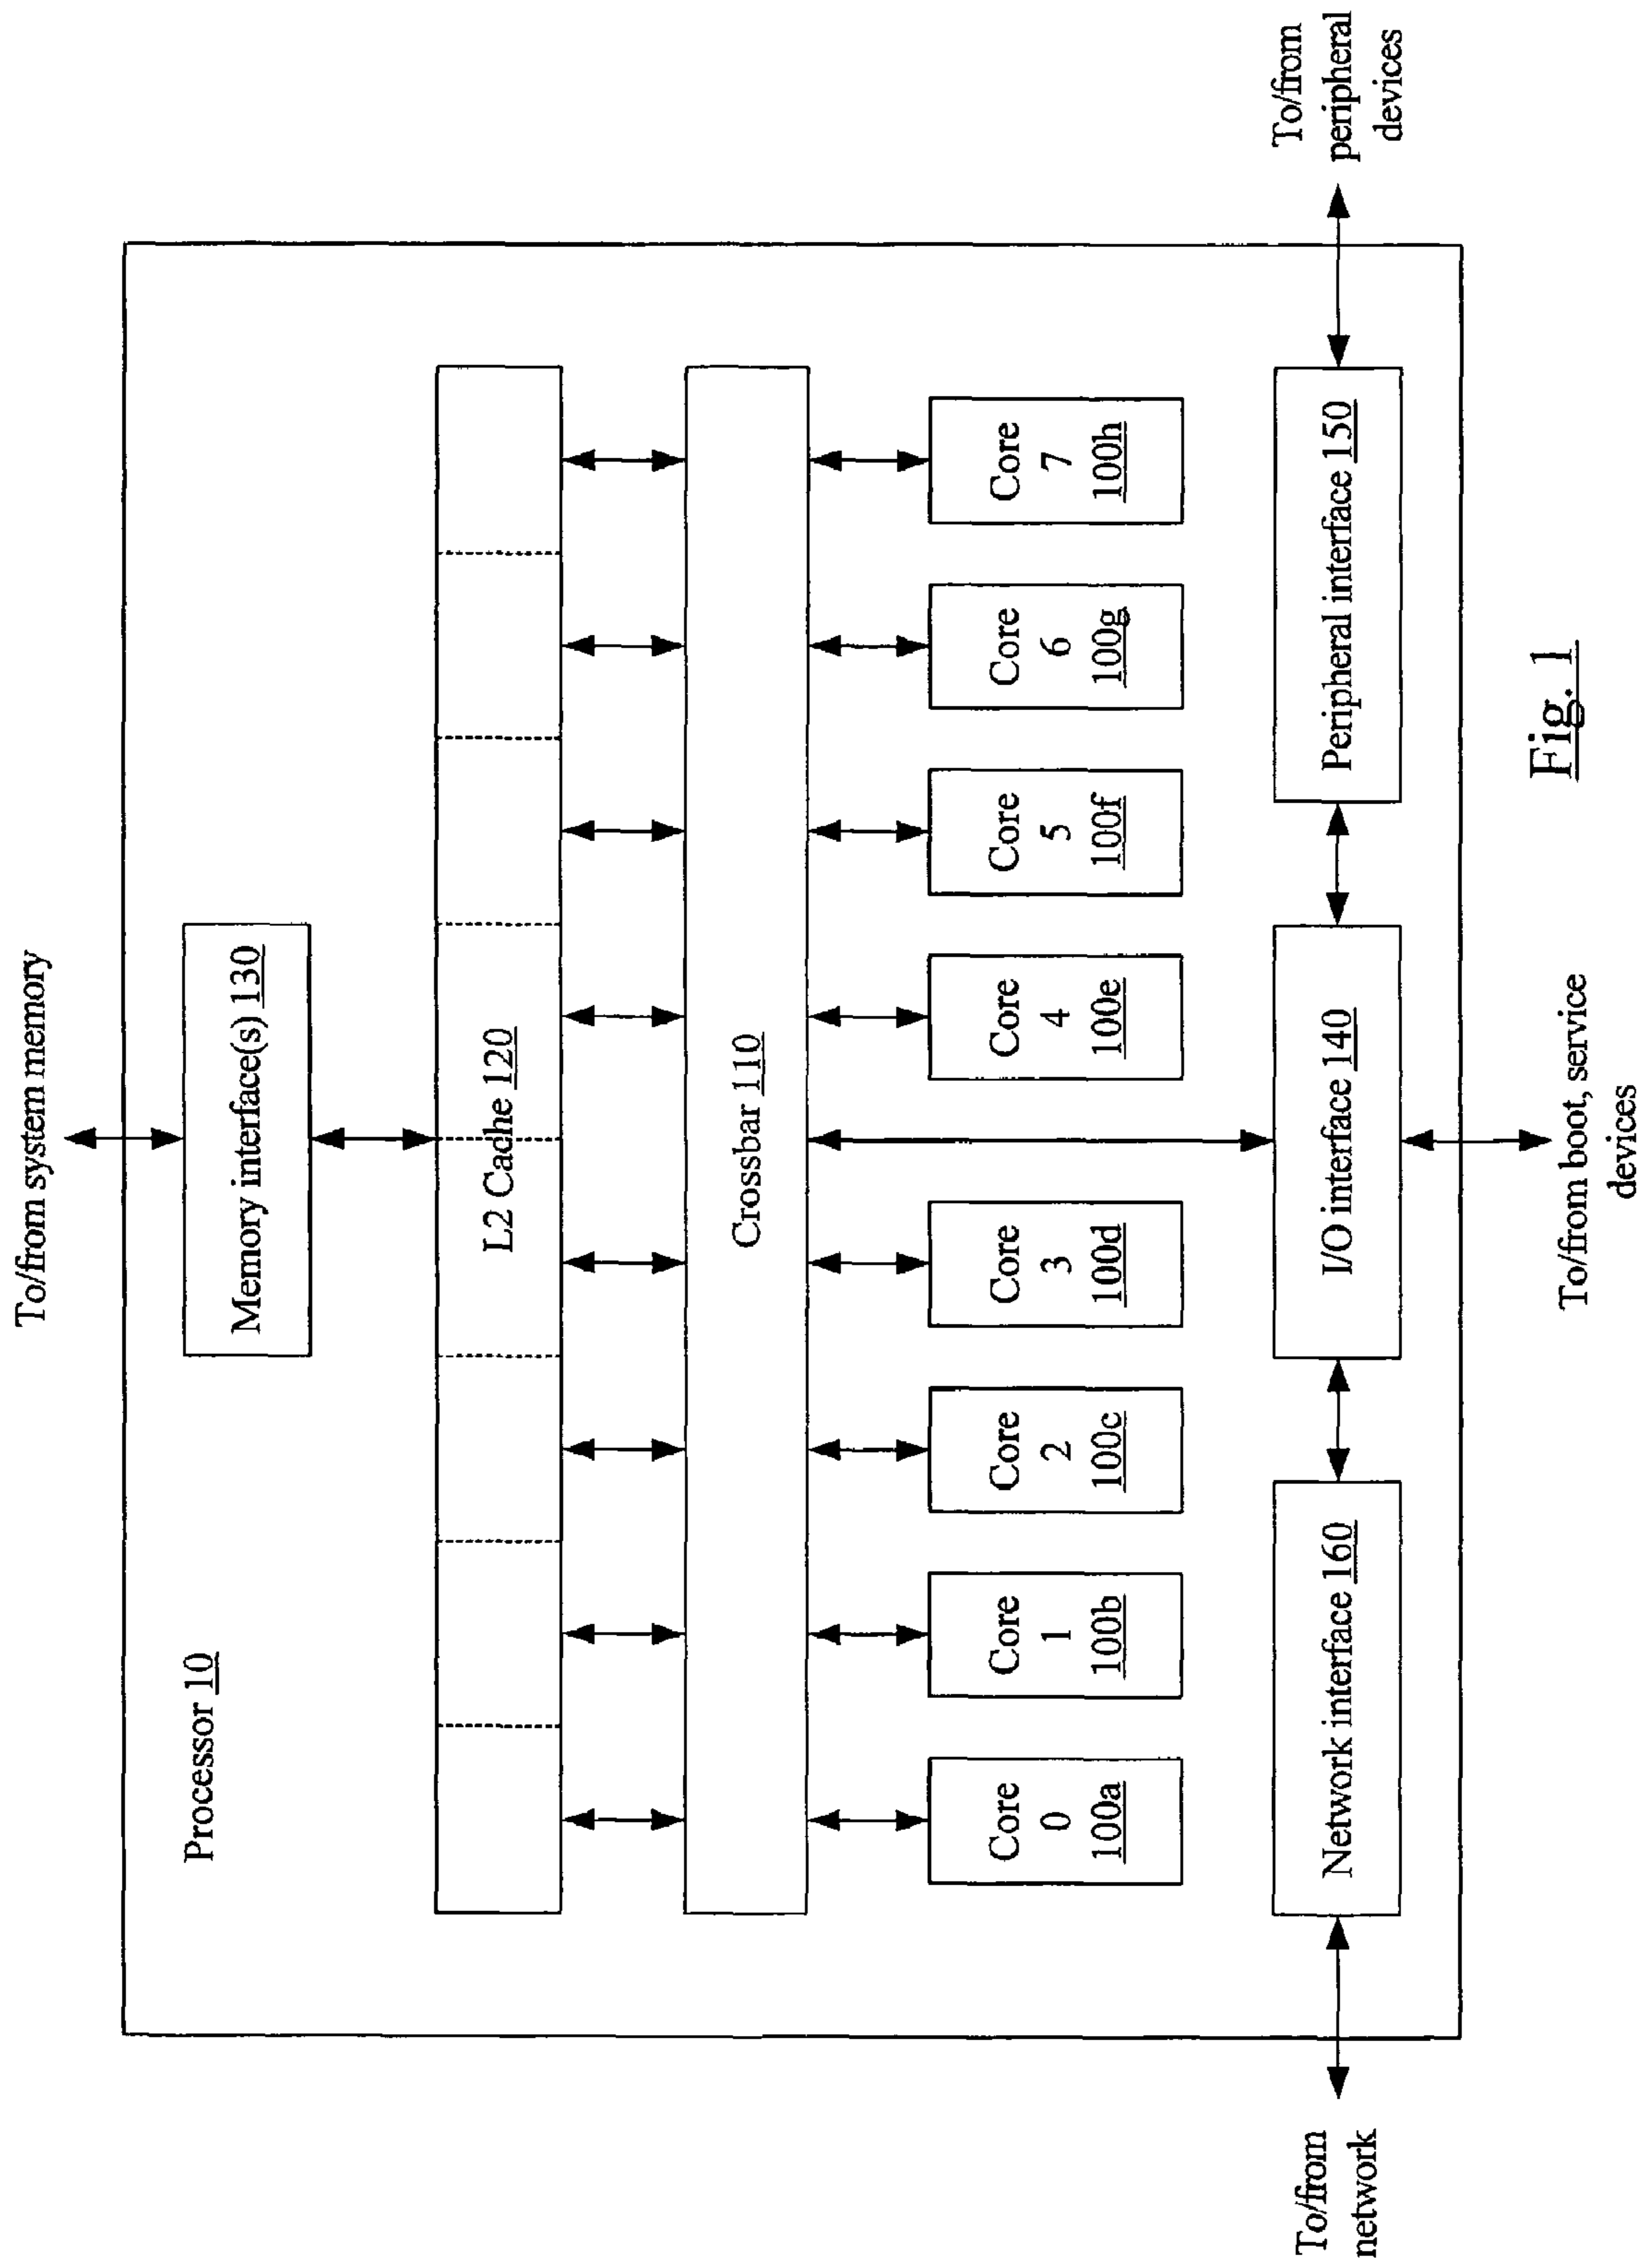 To/from system memory
Processor 10
Memory interface(s) 130
L2 Cache 120
Crossbar 110
Core
0
100a
Core
1
100b
Core
2
100c
Core
3
100d
Core
4
100e
Core
5
100f
Core
6
100g
Core
7
100h
To/from
network
Network interface 160
I/O interface 140
Peripheral interface 150
To/from
peripheral
devices
To/from boot, service
devices
Fig. 1